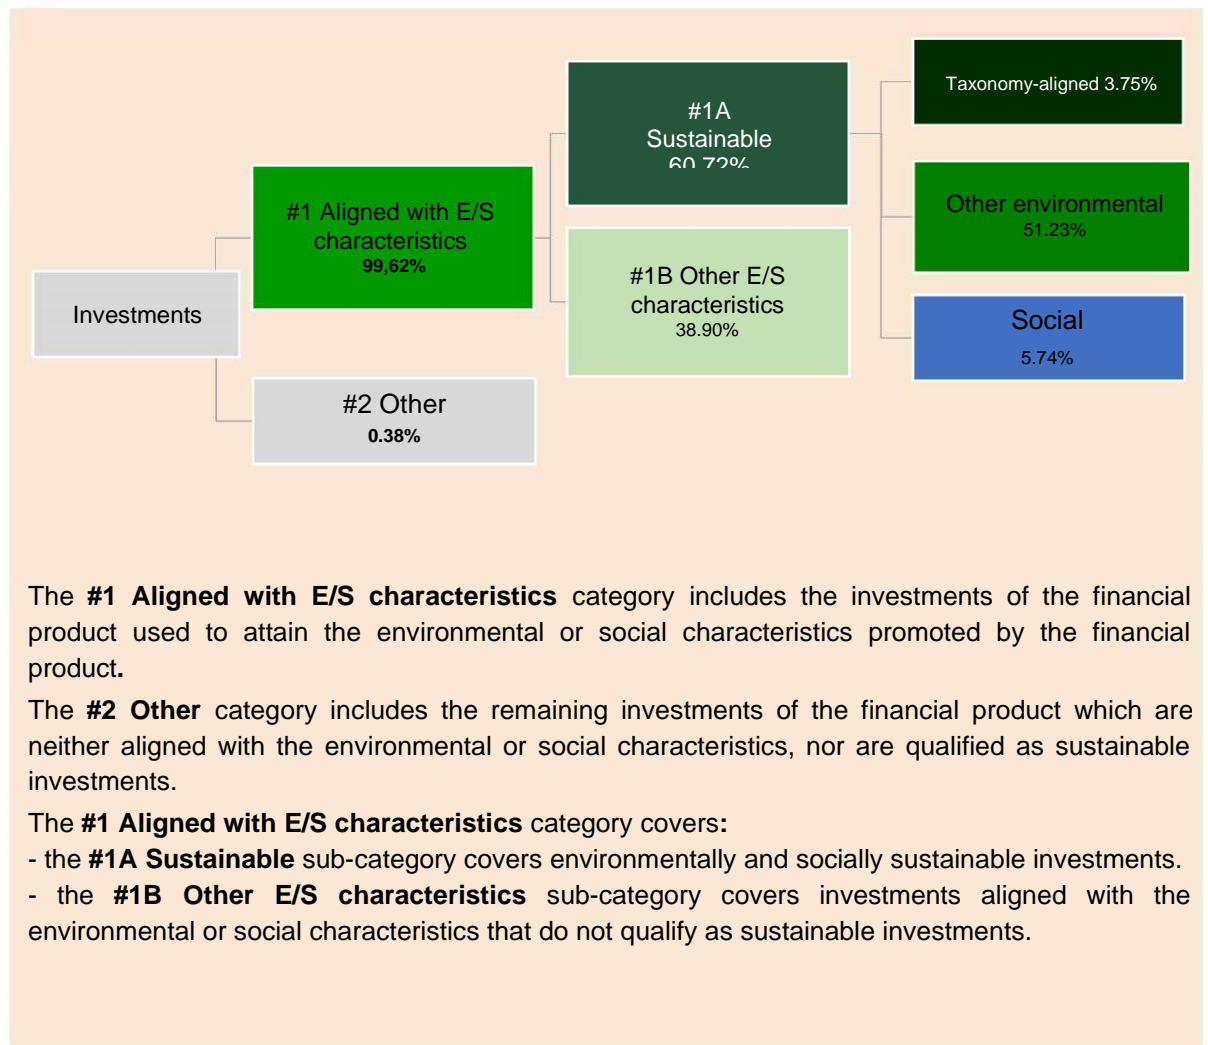 Taxonomy-aligned 3.75%
#1A
Sustainable
60.72%
#1 Aligned with E/S
characteristics
99,62%
Other environmental
51.23%
#1B Other E/S
characteristics
38.90%
Investments
Social
5.74%
#2 Other
0.38%
The #1 Aligned with E/S characteristics category includes the investments of the financial
product used to attain the environmental or social characteristics promoted by the financial
product.
The #2 Other category includes the remaining investments of the financial product which are
neither aligned with the environmental or social characteristics, nor are qualified as sustainable
investments.
The #1 Aligned with E/S characteristics category covers:
- the #1A Sustainable sub-category covers environmentally and socially sustainable investments.
- the #1B Other E/S characteristics sub-category covers investments aligned with the
environmental or social characteristics that do not qualify as sustainable investments.